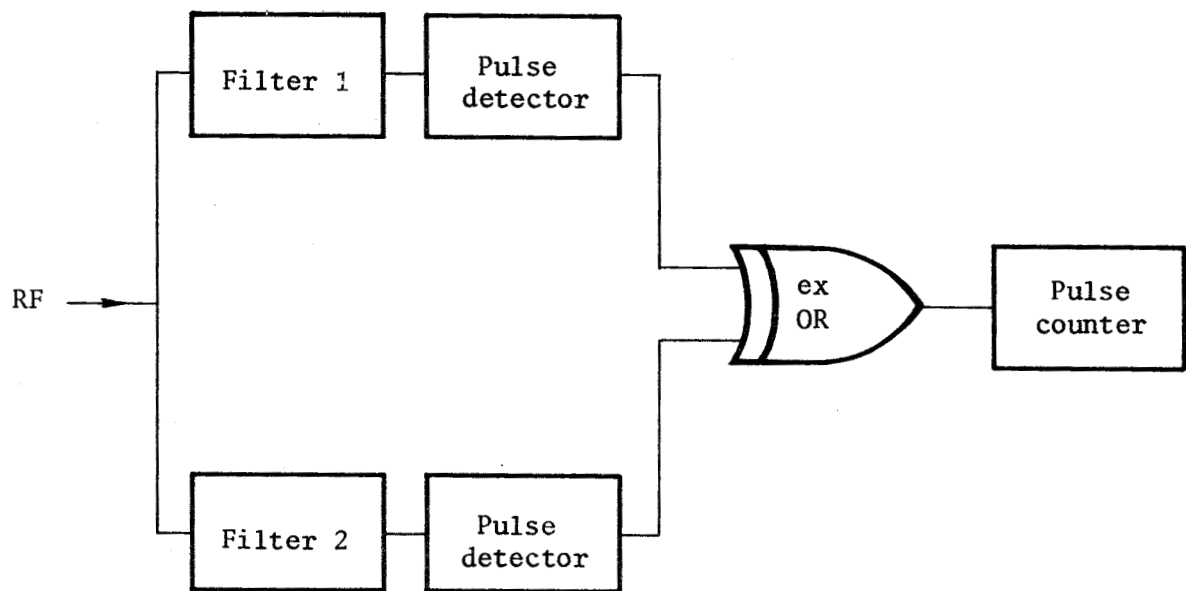 Filter 1
Pulse
detector
RF
ex
OR
Pulse
counter
Filter 2
Pulse
detector